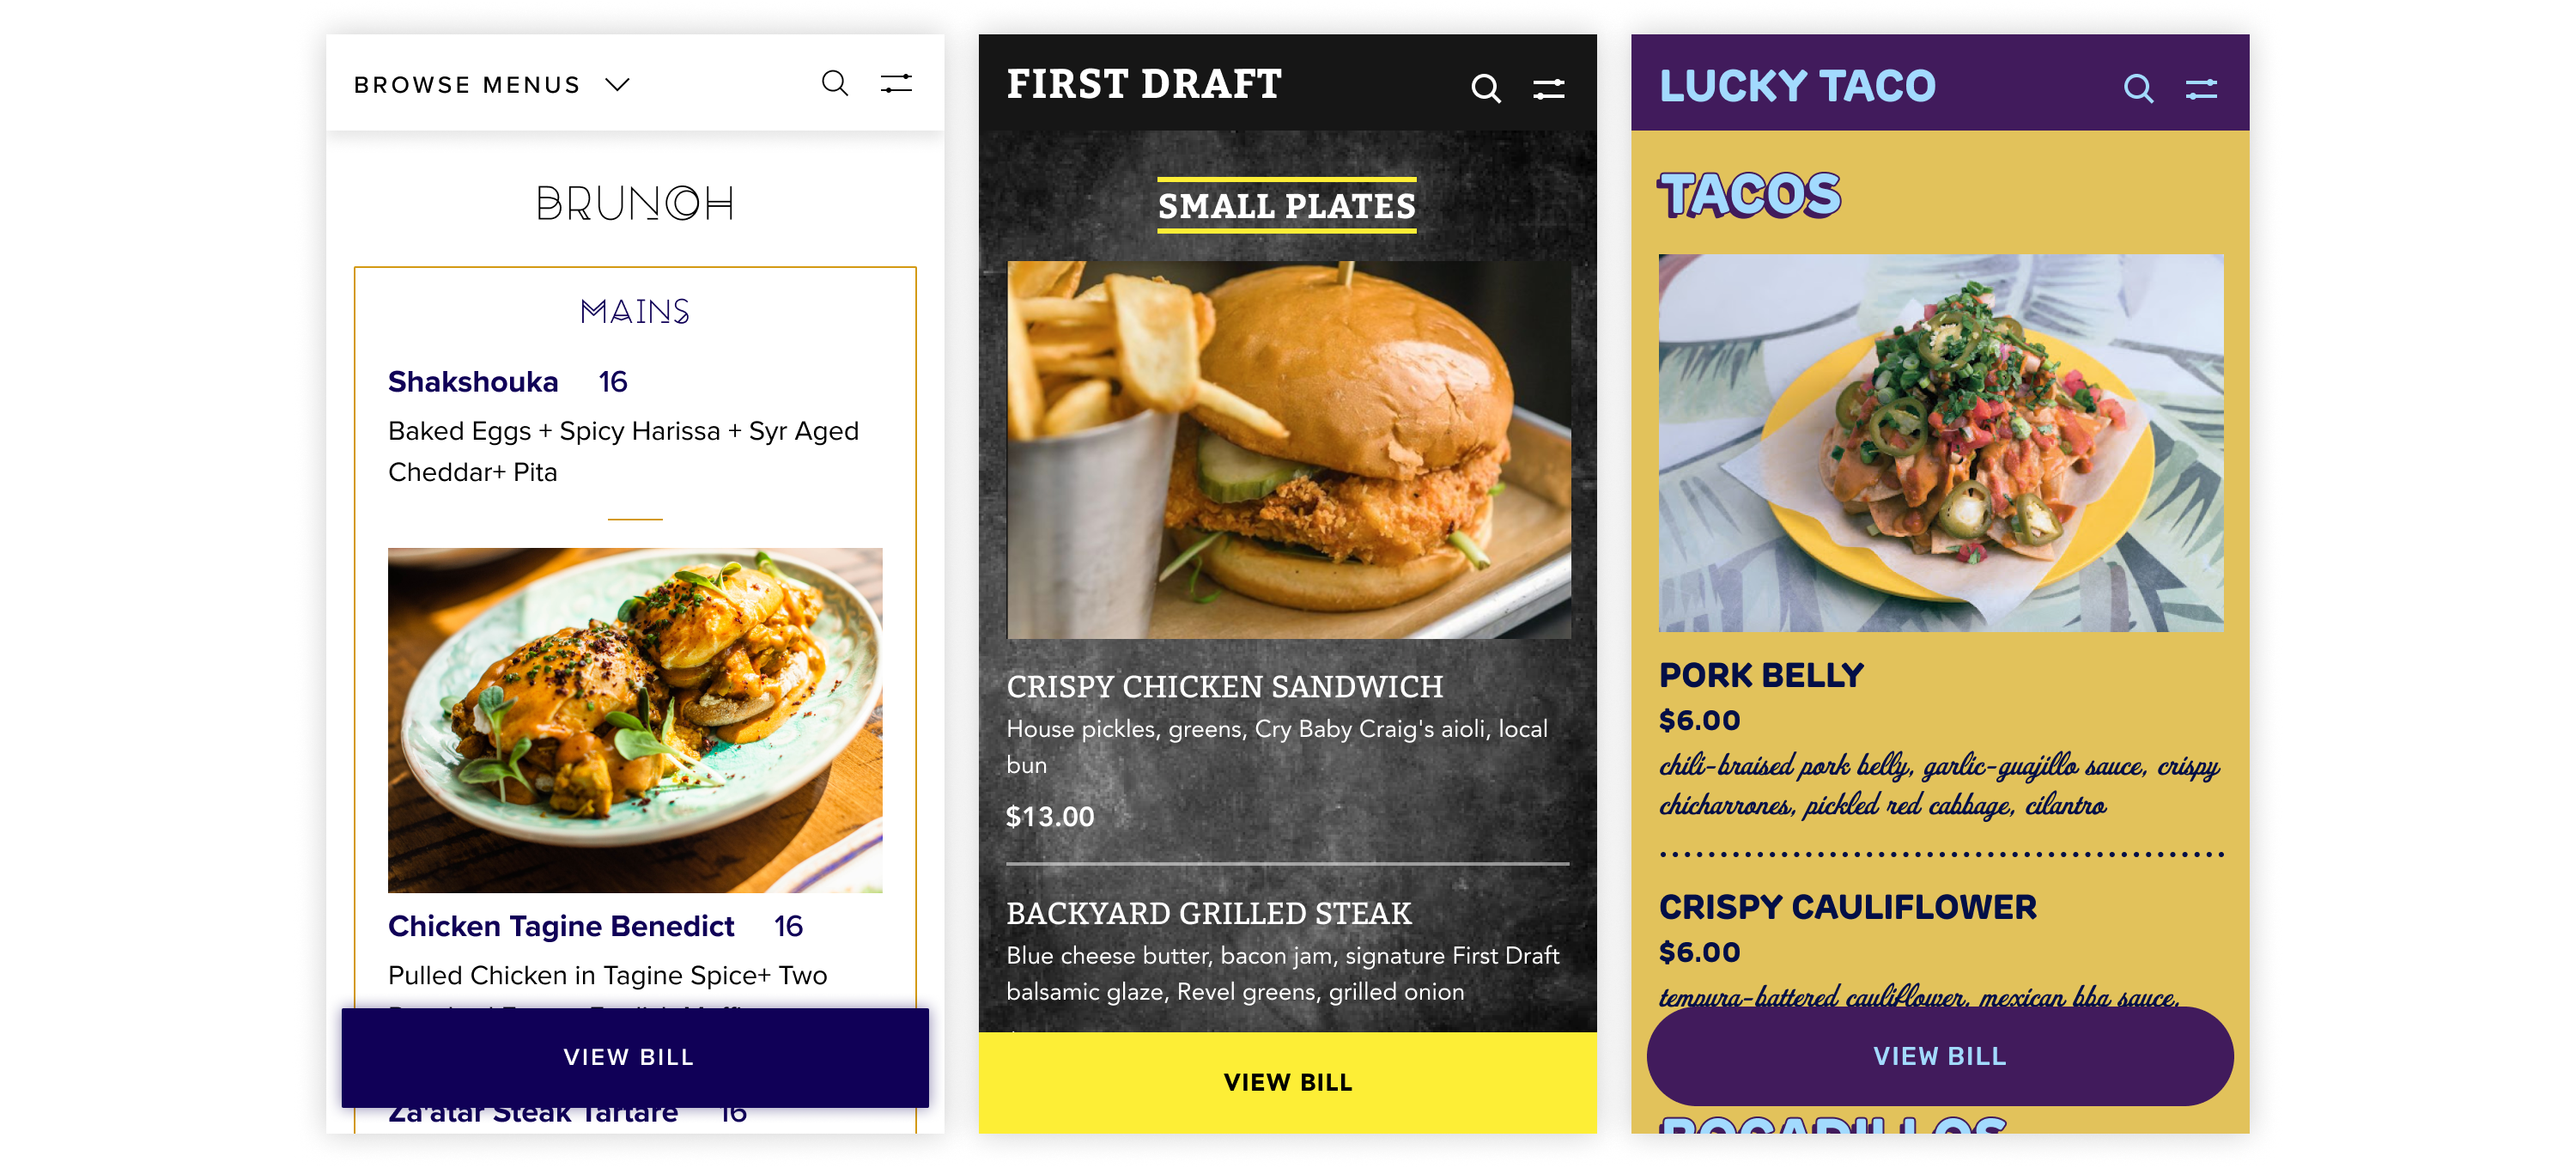 BROWSE MENUS
BRUNCH
MAINS
Shakshouka 16
Baked Eggs + Spicy Harissa + Syr Aged
Cheddar+ Pita
Chicken Tagine Benedict 16
Pulled Chicken in Tagine Spice+ Two
VIEW BILL
Za'atar Steak Tartare 16
FIRST DRAFT
SMALL PLATES
CRISPY CHICKEN SANDWICH
House pickles, greens, Cry Baby Craig's aioli, local
bun
$13.00
BACKYARD GRILLED STEAK
Blue cheese butter, bacon jam, signature First Draft
balsamic glaze, Revel greens, grilled onion
VIEW BILL
LUCKY TACO
TACOS
PORK BELLY
$6.00
chili-braised pork belly, garlic-guajillo sauce, crispy
chicharrones, pickled red cabbage, cilantro
CRISPY CAULIFLOWER
$6.00
tempura-battered cauliflower, mexican bbq sauce,
VIEW BILL
BOCADILLOS